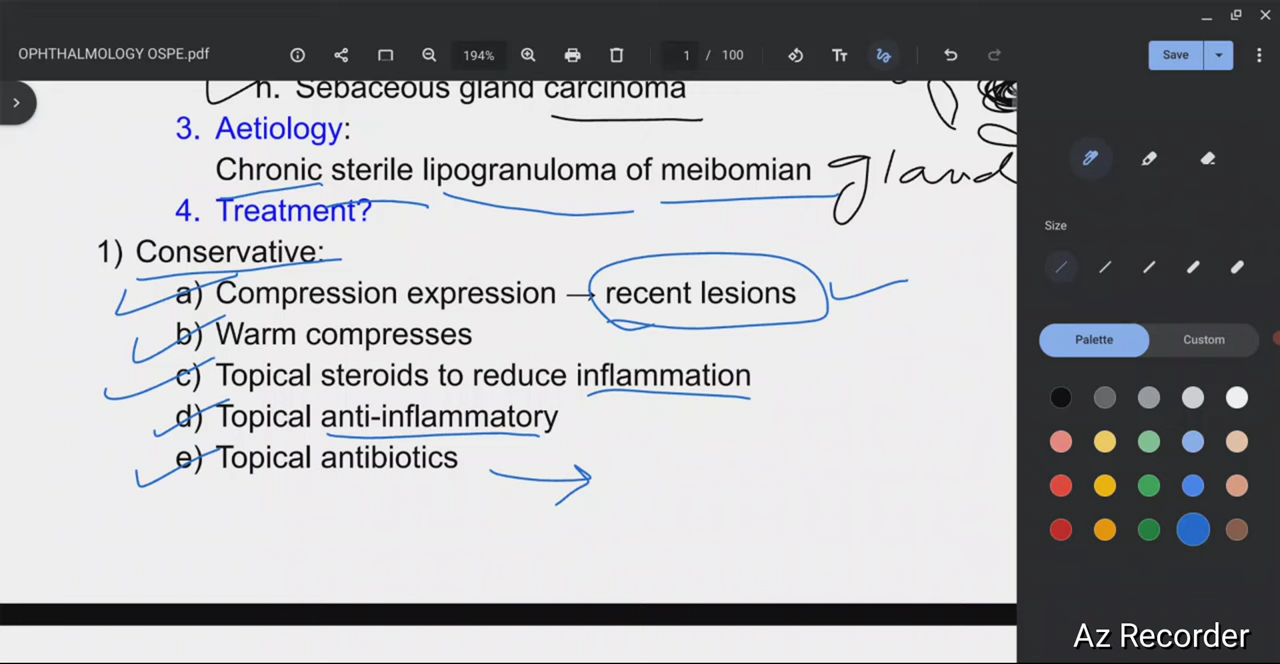 OPHTHALMOLOGY OSPE.pdf
194%
1 / 100
Save
h. Sebaceous gland carcinoma
3. Aetiology:
Chronic sterile lipogranuloma of meibomian gland
4. Treatment?
1) Conservative:
a) Compression expression → recent lesions
b) Warm compresses
c) Topical steroids to reduce inflammation
d) Topical anti-inflammatory
e) Topical antibiotics
Size
Palette
Custom
Az Recorder